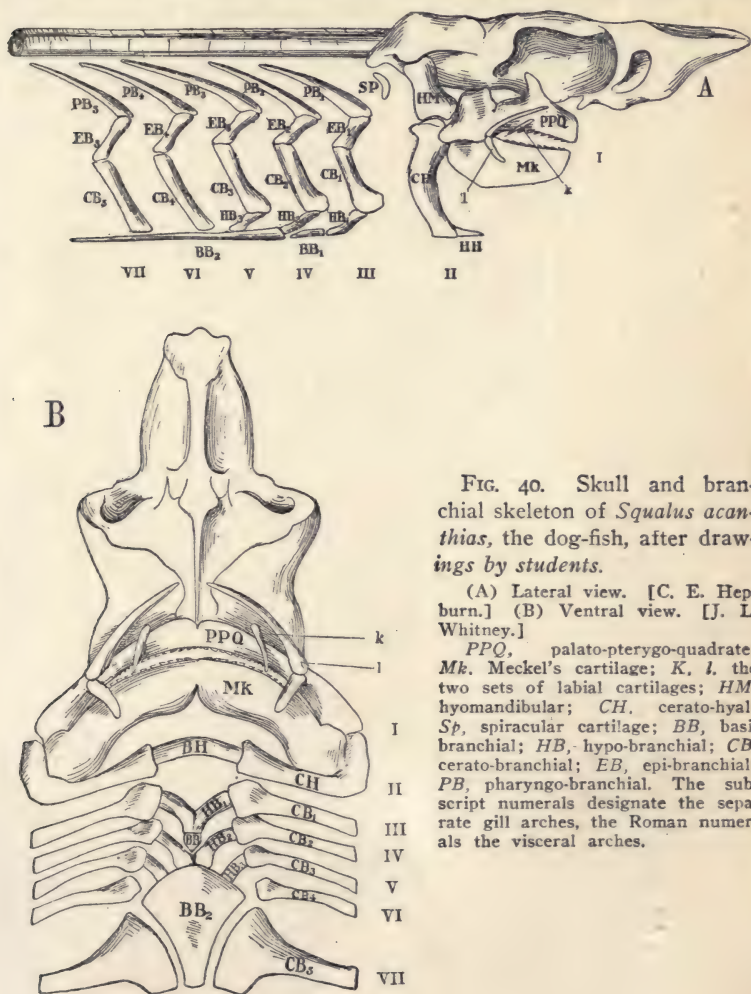 A
PB₅ PB₄ PB₃ PB₂ PB₁ SP HM PPQ
EB₅ EB₄ EB₃ EB₂ EB₁
CB₅ CB₄ CB₃ CB₂ CB₁ CH Mk I
l k
HB₃ HB₂ HB₁
BB₂ BB₁ HH
VII VI V IV III II
B
PPQ k
l
Mk
I
BH
CH II
HB₁ CB₁ III
BB HB₂ CB₂ IV
HB₃ CB₃ V
CB₄ VI
BB₂
CB₅ VII
FIG. 40. Skull and bran-
chial skeleton of Squalus acan-
thias, the dog-fish, after draw-
ings by students.
(A) Lateral view. [C. E. Hep
burn.] (B) Ventral view. [J. L
Whitney.]
PPQ, palato-pterygo-quadrate
Mk. Meckel's cartilage; K, l. the
two sets of labial cartilages; HM
hyomandibular; CH, cerato-hyal
Sp, spiracular cartilage; BB, basi
branchial; HB, hypo-branchial; CB
cerato-branchial; EB, epi-branchial
PB, pharyngo-branchial. The sub
script numerals designate the sepa
rate gill arches, the Roman numer
als the visceral arches.